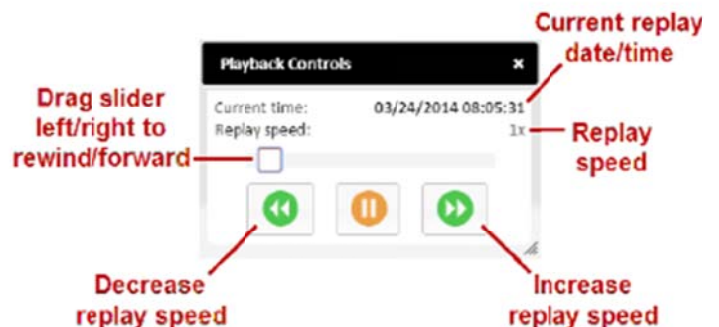 Current replay
date/time
Playback Controls
Drag slider
left/right to
rewind/forward
Current time: 03/24/2014 08:05:31
Replay speed: 1x
Replay
speed
Decrease
replay speed
Increase
replay speed